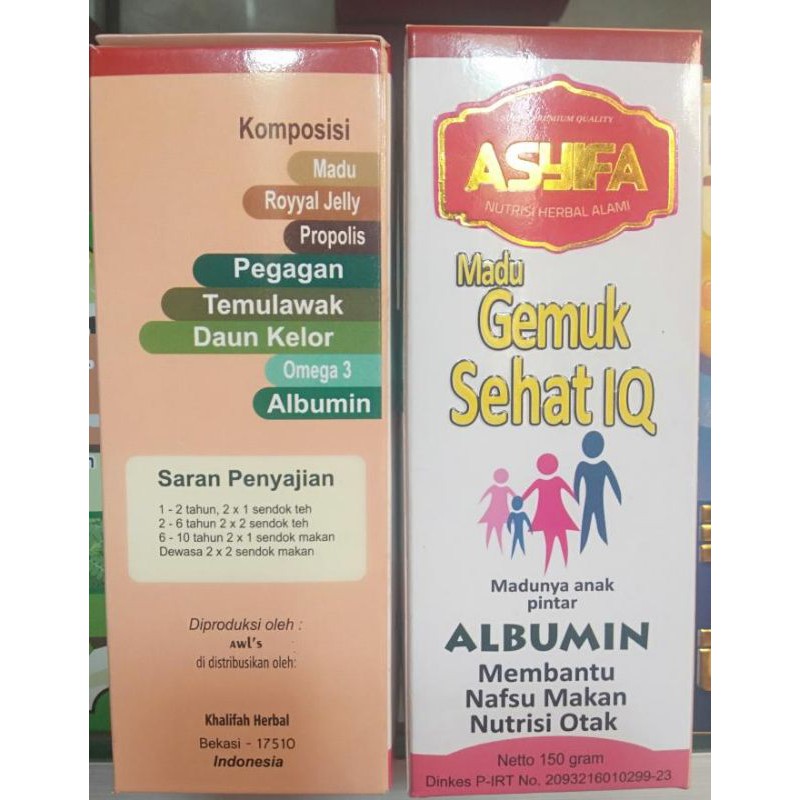 Komposisi
Madu
Royyal Jelly
Propolis
Pegagan
Temulawak
Daun Kelor
Omega 3
Albumin
Saran Penyajian
1 - 2 tahun, 2 x 1 sendok teh
2 - 6 tahun 2 x 2 sendok teh
6 - 10 tahun 2 x 1 sendok makan
Dewasa 2 x 2 sendok makan
Diproduksi oleh :
AWL'S
di distribusikan oleh:
Khalifah Herbal
Bekasi - 17510
Indonesia
PREMIUM QUALITY
ASYIFA
NUTRISI HERBAL ALAMI
Madu
Gemuk
Sehat IQ
Madunya anak
pintar
ALBUMIN
Membantu
Nafsu Makan
Nutrisi Otak
Netto 150 gram
Dinkes P-IRT No. 2093216010299-23